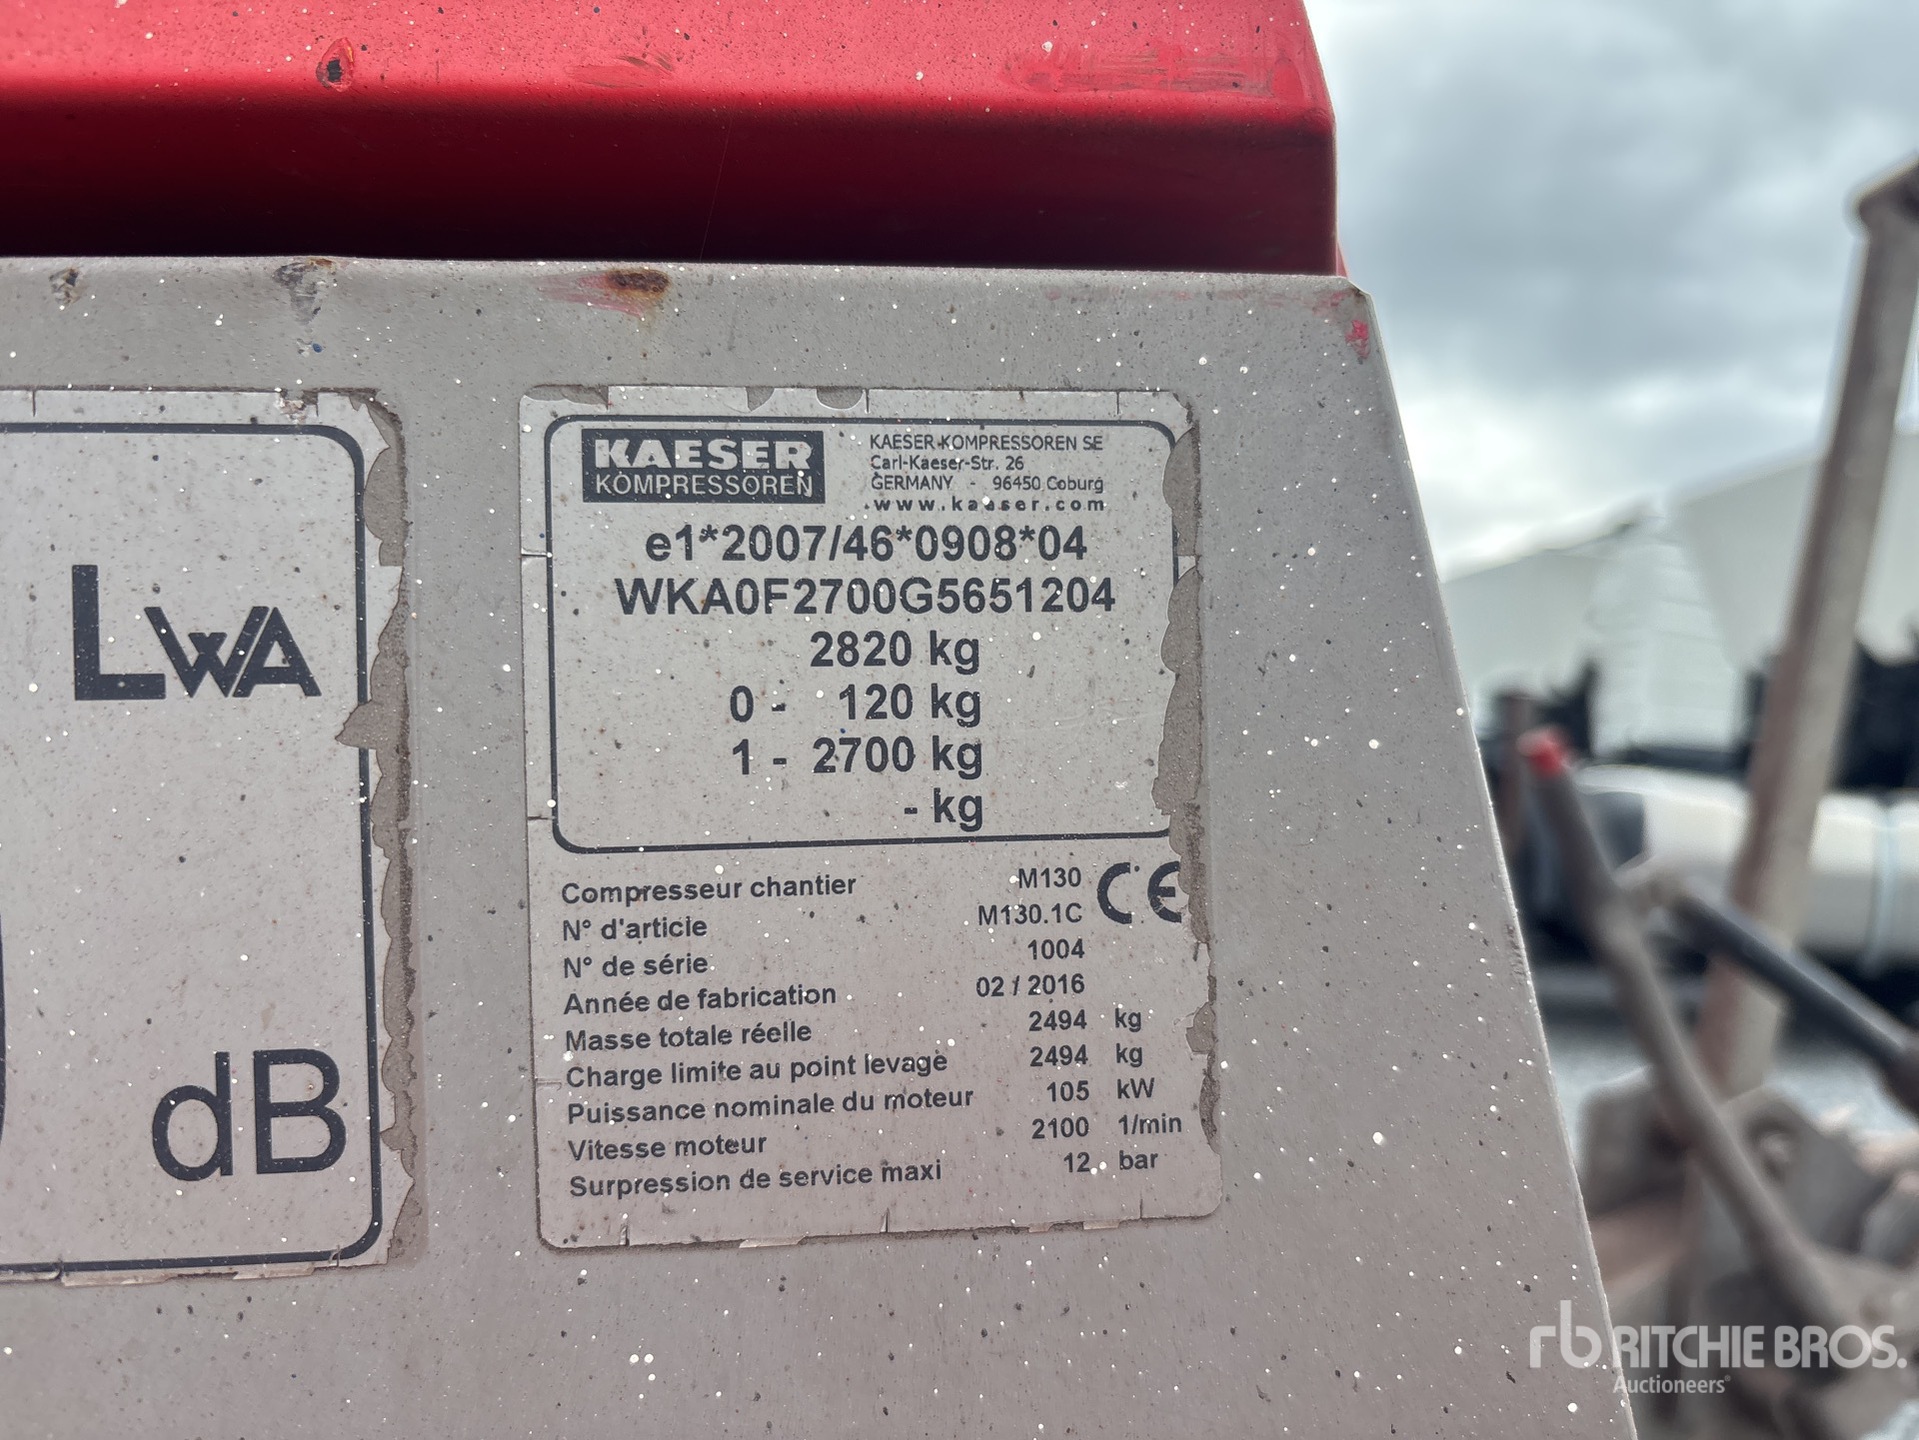 LWA
dB
KAESER
KOMPRESSOREN
KAESER KOMPRESSOREN SE
Carl-Kaeser-Str. 26
GERMANY - 96450 Coburg
www.kaeser.com
e1*2007/46*0908*04
WKA0F2700G5651204
2820 kg
0 - 120 kg
1 - 2700 kg
- kg
Compresseur chantier M130 CE
N° d'article M130.1C
N° de série 1004
Année de fabrication 02 / 2016
Masse totale réelle 2494 kg
Charge limite au point levage 2494 kg
Puissance nominale du moteur 105 kW
Vitesse moteur 2100 1/min
Surpression de service maxi 12 bar
rb RITCHIE BROS.
Auctioneers